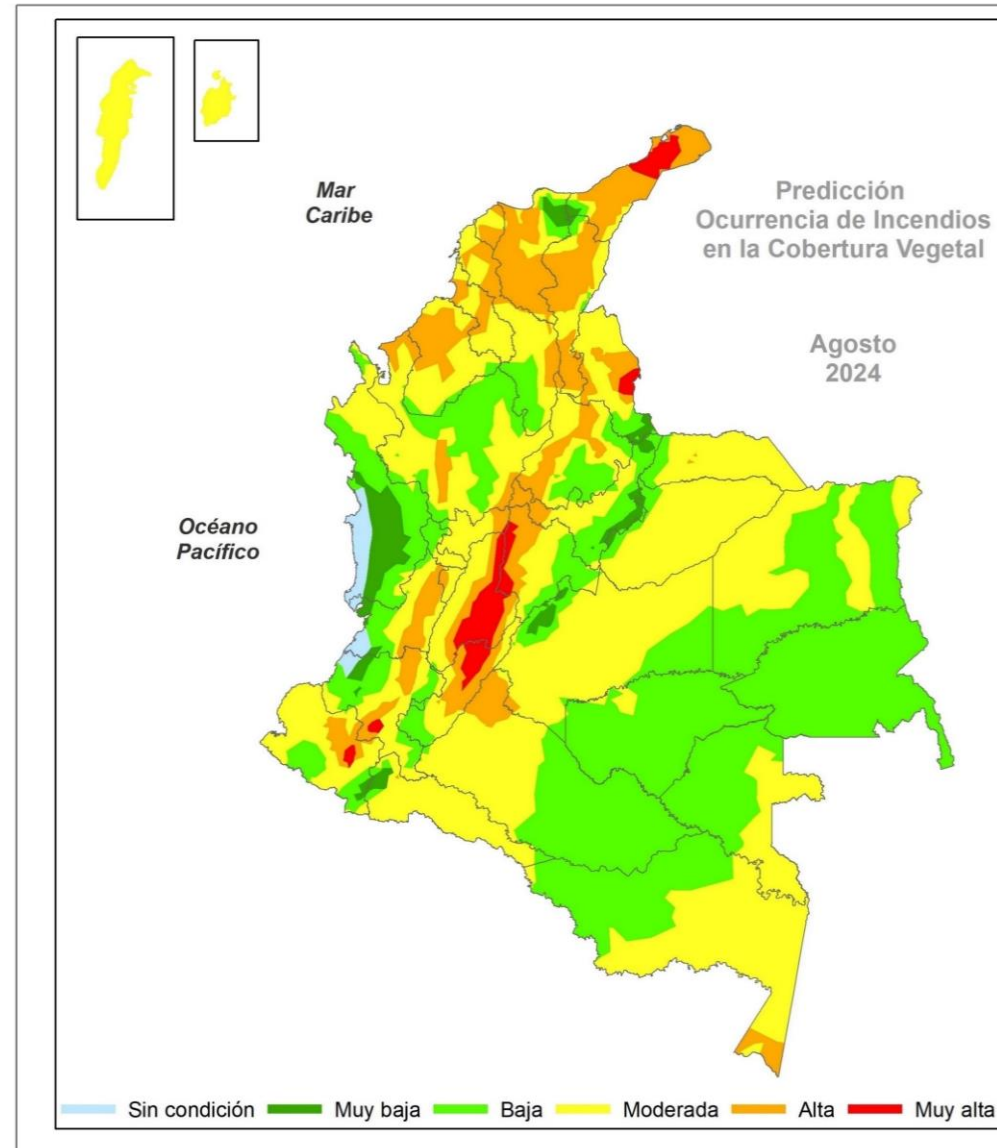 Mar
Caribe
Predicción
Ocurrencia de Incendios
en la Cobertura Vegetal
Agosto
2024
Océano
Pacífico
Sin condición Muy baja Baja Moderada Alta Muy alta